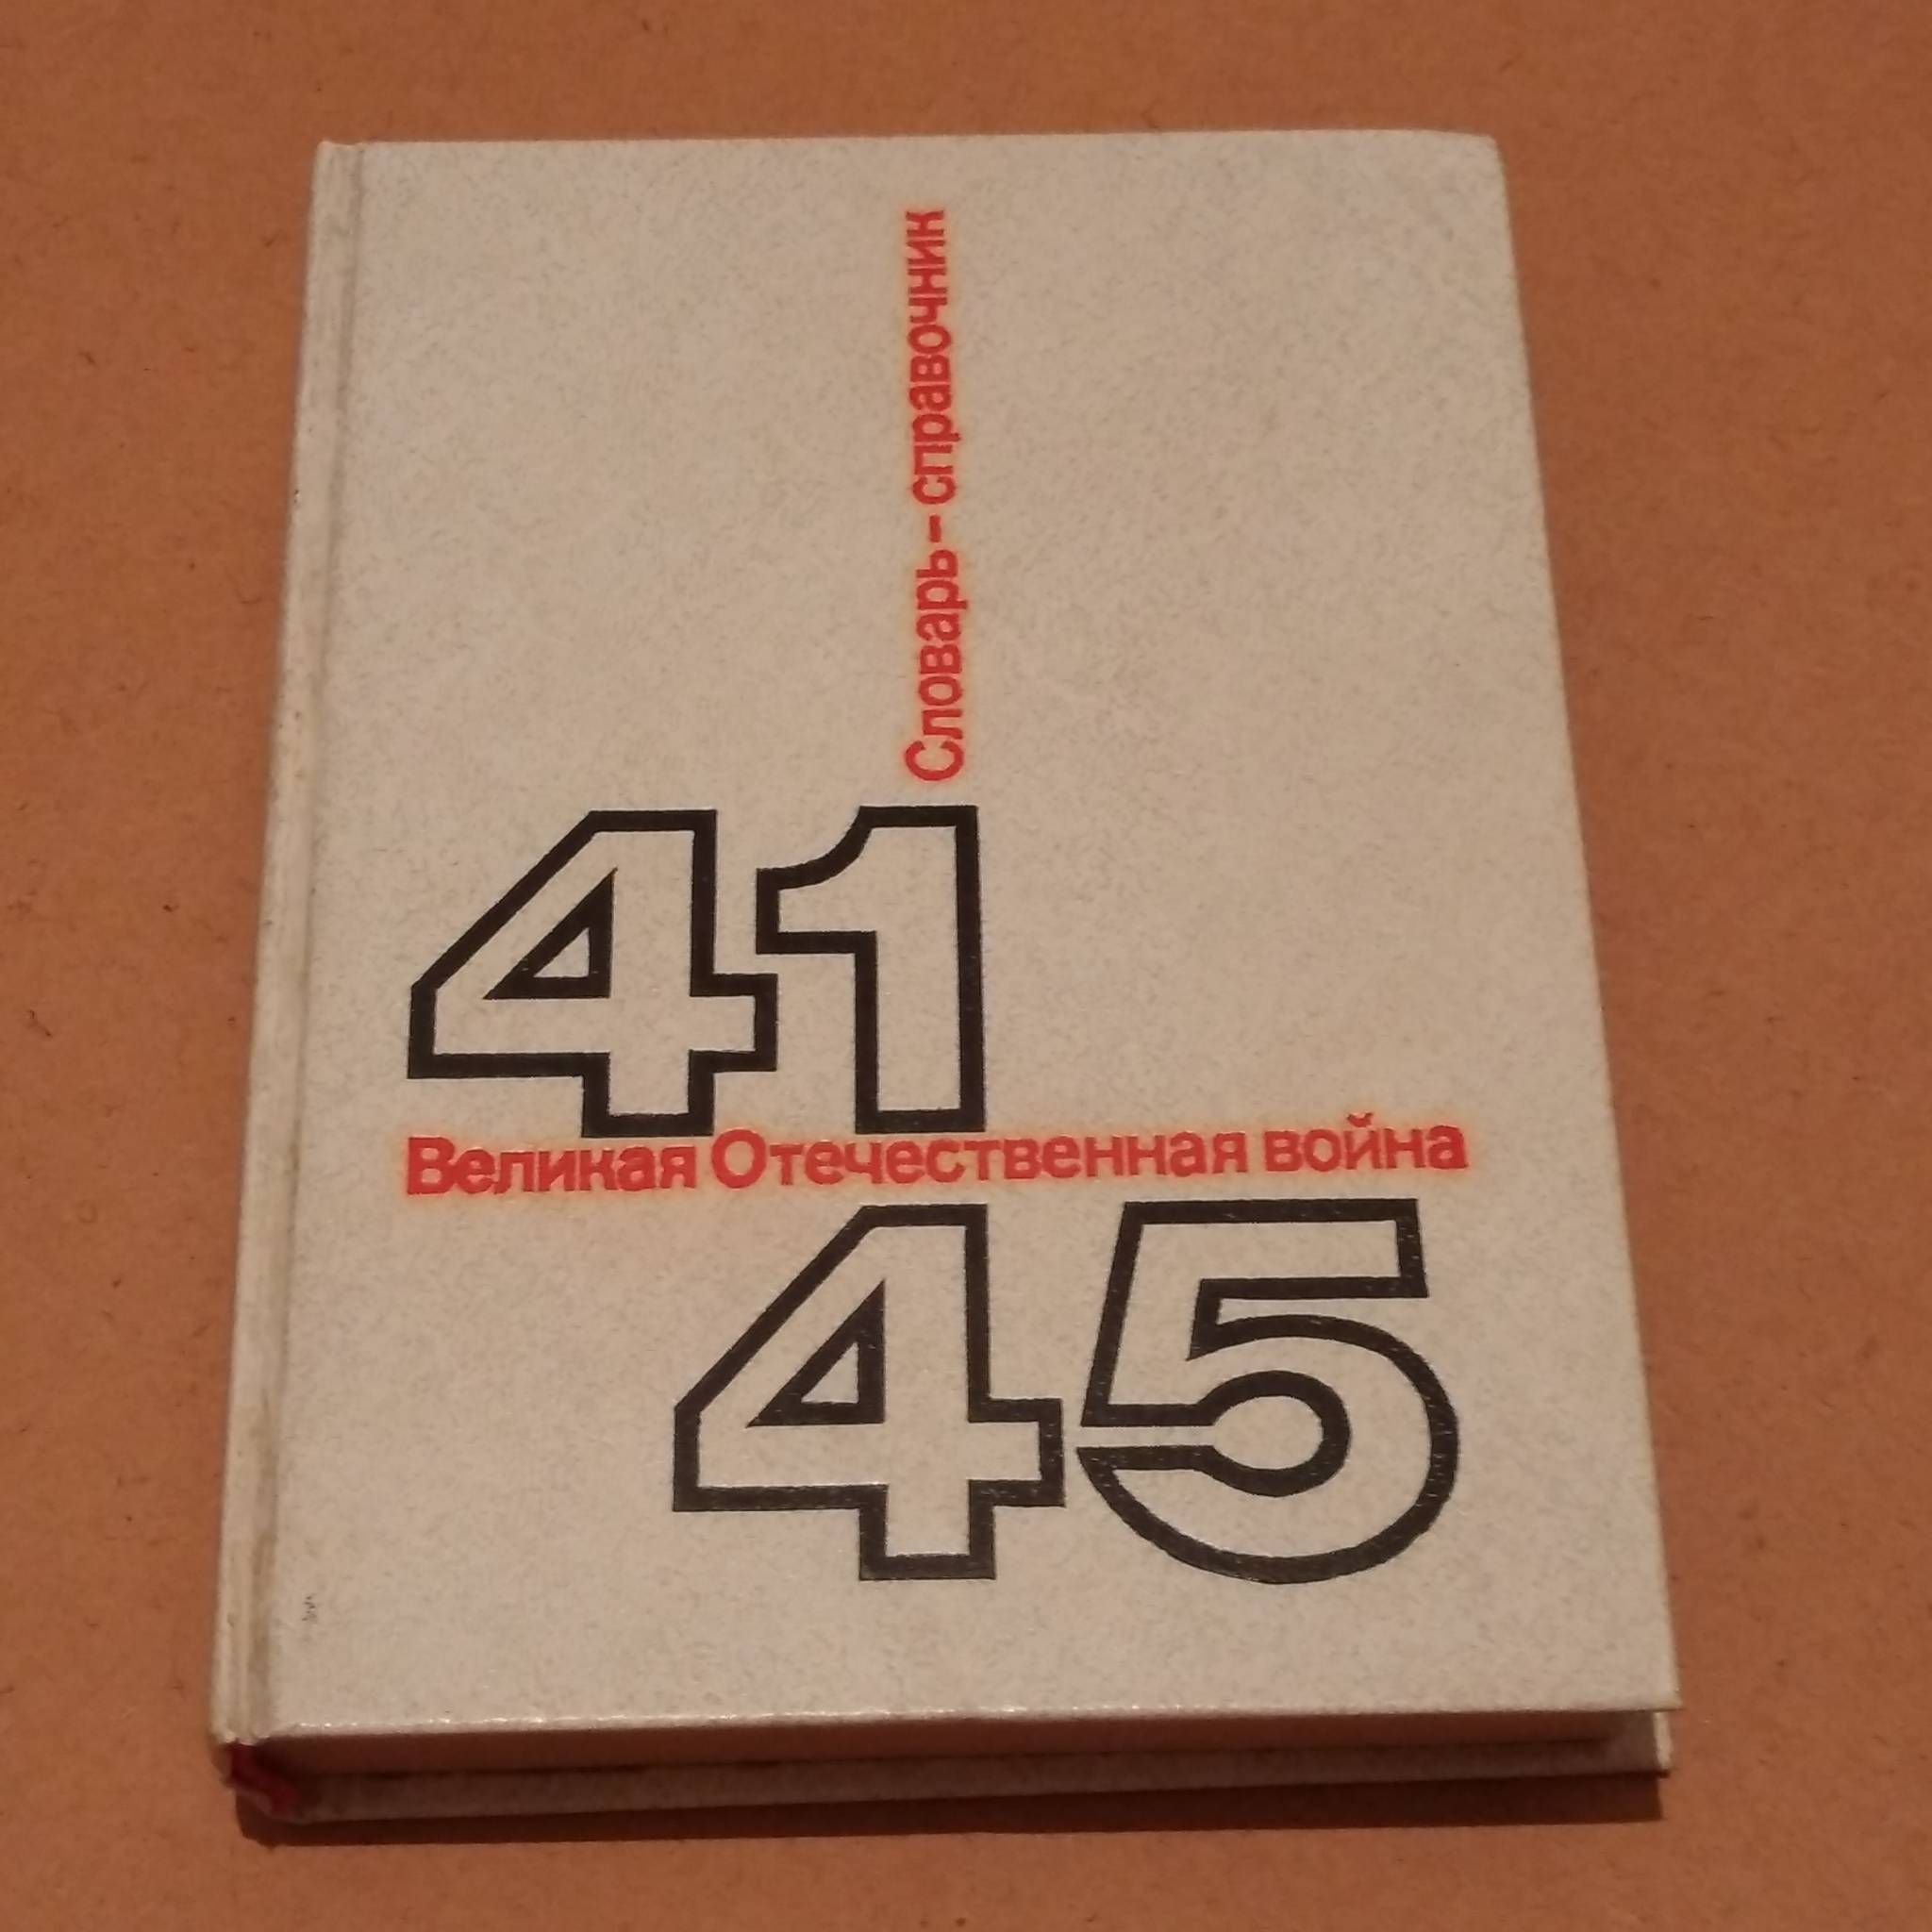 Словарь-справочник
41
Великая Отечественная война
45